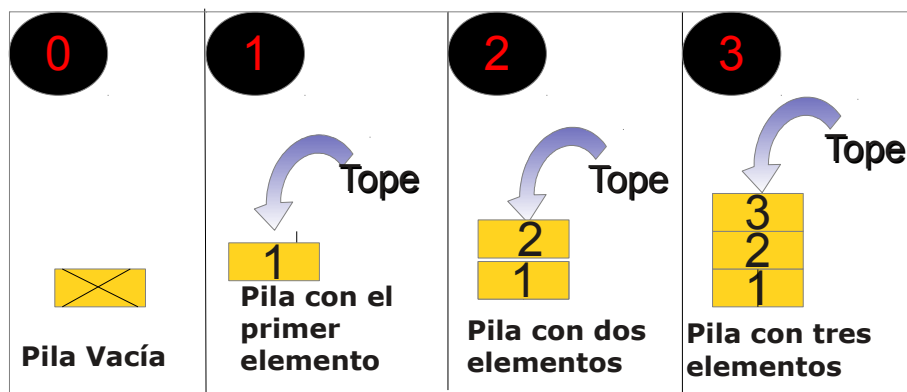 0
Pila Vacía
1
Tope
1
Pila con el
primer
elemento
2
Tope
2
1
Pila con dos
elementos
3
Tope
3
2
1
Pila con tres
elementos